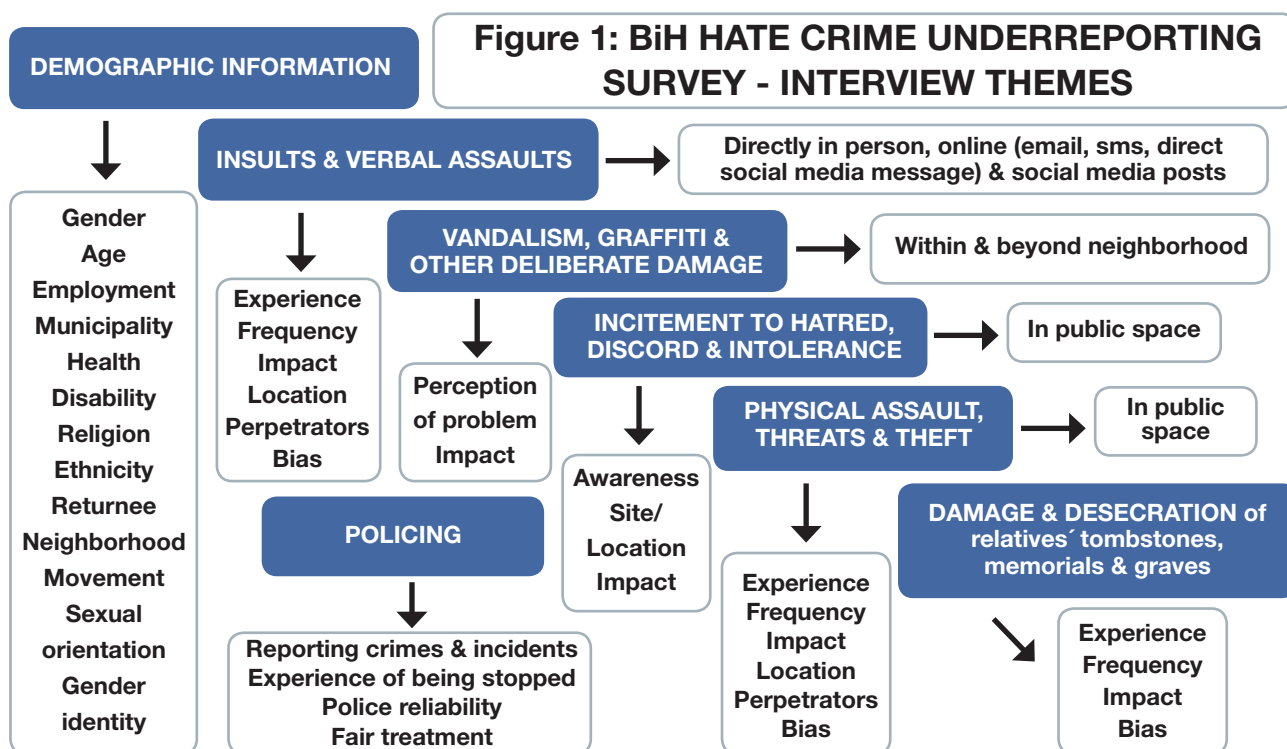 Figure 1: BiH HATE CRIME UNDERREPORTING
SURVEY - INTERVIEW THEMES
DEMOGRAPHIC INFORMATION
Gender
Age
Employment
Municipality
Health
Disability
Religion
Ethnicity
Returnee
Neighborhood
Movement
Sexual
orientation
Gender
identity
INSULTS & VERBAL ASSAULTS
Directly in person, online (email, sms, direct
social media message) & social media posts
Experience
Frequency
Impact
Location
Perpetrators
Bias
VANDALISM, GRAFFITI &
OTHER DELIBERATE DAMAGE
Within & beyond neighborhood
Perception
of problem
Impact
INCITEMENT TO HATRED,
DISCORD & INTOLERANCE
In public space
Awareness
Site/
Location
Impact
PHYSICAL ASSAULT,
THREATS & THEFT
In public
space
Experience
Frequency
Impact
Location
Perpetrators
Bias
DAMAGE & DESECRATION of
relatives´ tombstones,
memorials & graves
Experience
Frequency
Impact
Bias
POLICING
Reporting crimes & incidents
Experience of being stopped
Police reliability
Fair treatment